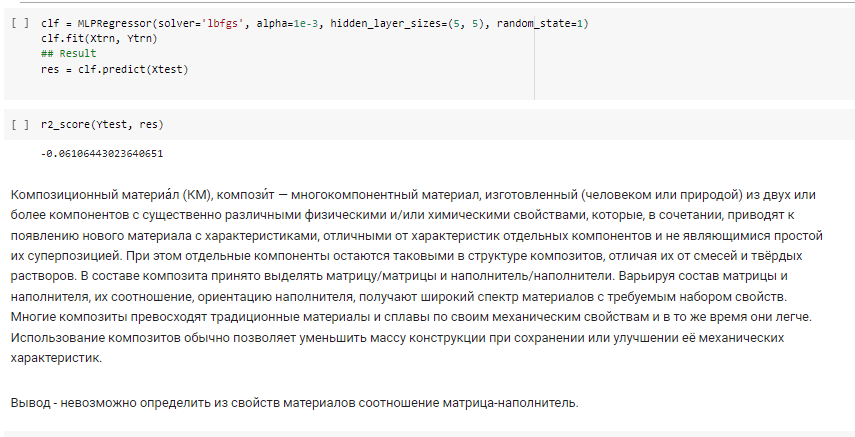 [ ] clf = MLPRegressor(solver='lbfgs', alpha=1e-3, hidden_layer_sizes=(5, 5), random_state=1)
clf.fit(Xtrn, Ytrn)
## Result
res = clf.predict(Xtest)
[ ] r2_score(Ytest, res)
-0.06106443023640651
Композиционный материа́л (КМ), компози́т — многокомпонентный материал, изготовленный (человеком или природой) из двух или
более компонентов с существенно различными физическими и/или химическими свойствами, которые, в сочетании, приводят к
появлению нового материала с характеристиками, отличными от характеристик отдельных компонентов и не являющимися простой
их суперпозицией. При этом отдельные компоненты остаются таковыми в структуре композитов, отличая их от смесей и твёрдых
растворов. В составе композита принято выделять матрицу/матрицы и наполнитель/наполнители. Варьируя состав матрицы и
наполнителя, их соотношение, ориентацию наполнителя, получают широкий спектр материалов с требуемым набором свойств.
Многие композиты превосходят традиционные материалы и сплавы по своим механическим свойствам и в то же время они легче.
Использование композитов обычно позволяет уменьшить массу конструкции при сохранении или улучшении её механических
характеристик.
Вывод - невозможно определить из свойств материалов соотношение матрица-наполнитель.